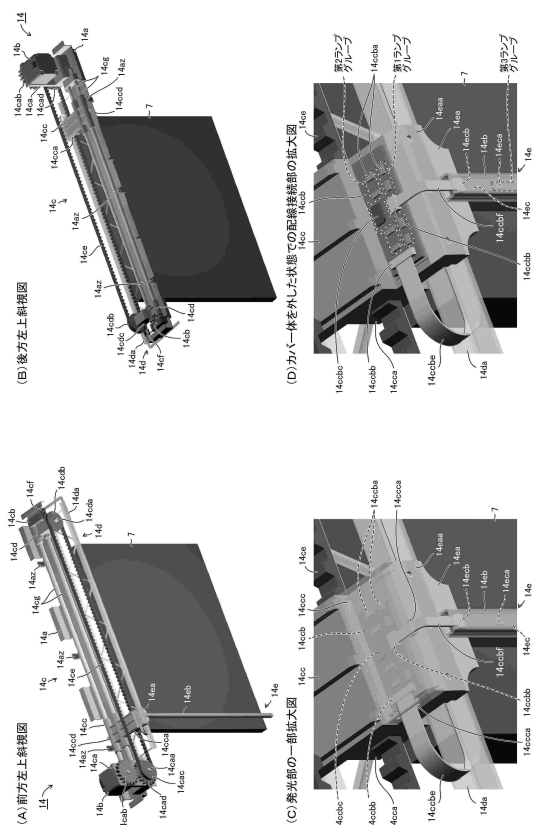 (A)前方左上斜視図
14
14b
14cab
14ca
14az
14ccd
14cc
14c
14a
14az
14cg
14az
14cd
14cb
14cf
14cdb
14cda
14da
14d
14ce
7
14ea
14eb
14cca
14caa
14cac
14cad
14e
(B)後方左上斜視図
14
14b
14cab
14ca
14cad
14cc
14cca
14c
14az
14ce
14az
14cdb
14cdc
14da
14d
14cf
14cb
14cd
14a
14cg
14az
14ccd
7
(C)発光部の一部拡大図
14cc
14ccb
14ccc
14ce
14ccba
14ccca
7
14eaa
14ea
14ecb
14eb
14eca
14e
14ec
14ccbf
14ccbb
14ccca
14da
14ccbe
4cca
4ccbb
4ccbc
(D)カバー体を外した状態での配線接続部の拡大図
14cc
14ccb
14ce
第2ランプ
グループ
14ccba
第1ランプ
グループ
7
14eaa
14ea
14ecb
14eb
14eca
第3ランプ
グループ
14e
14ec
14ccbf
14ccbb
14da
14ccbe
14cca
14ccbb
14ccbc